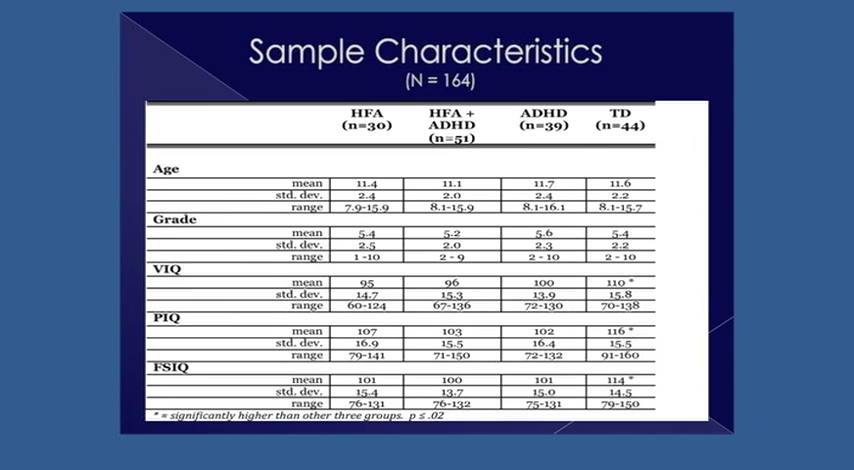 Sample Characteristics
(N = 164)
HFA (n=30) HFA + ADHD (n=51) ADHD (n=39) TD (n=44)
Age
mean 11.4 11.1 11.7 11.6
std. dev. 2.4 2.0 2.4 2.2
range 7.9-15.9 8.1-15.9 8.1-16.1 8.1-15.7
Grade
mean 5.4 5.2 5.6 5.4
std. dev. 2.5 2.0 2.3 2.2
range 1 -10 2 - 9 2 - 10 2 - 10
VIQ
mean 95 96 100 110 *
std. dev. 14.7 15.3 13.9 15.8
range 60-124 67-136 72-130 70-138
PIQ
mean 107 103 102 116 *
std. dev. 16.9 15.5 16.4 15.5
range 79-141 71-150 72-132 91-160
FSIQ
mean 101 100 101 114 *
std. dev. 15.4 13.7 15.0 14.5
range 76-131 76-132 75-131 79-150
* = significantly higher than other three groups. p ≤ .02